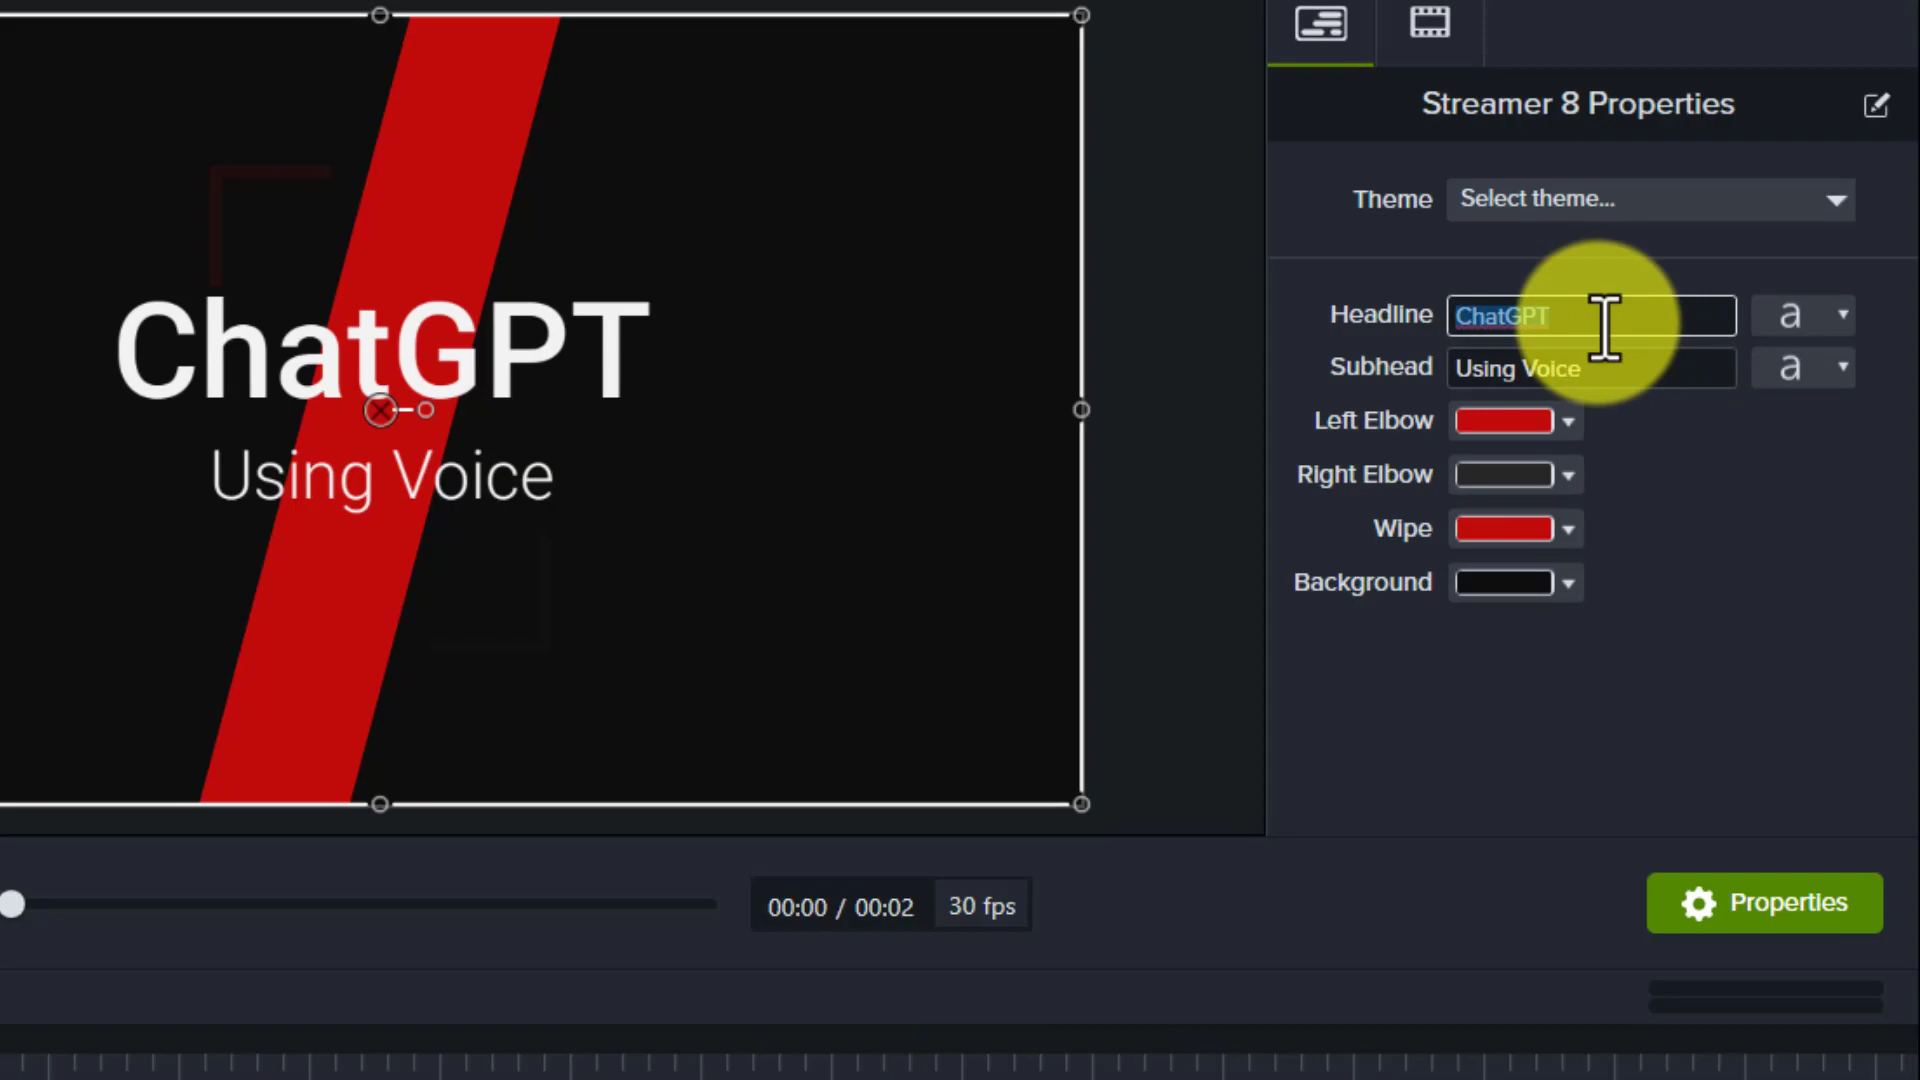 ChatGPT
Using Voice
Streamer 8 Properties
Theme Select theme...
Headline ChatGPT a
Subhead Using Voice a
Left Elbow
Right Elbow
Wipe
Background
00:00 / 00:02 30 fps
Properties